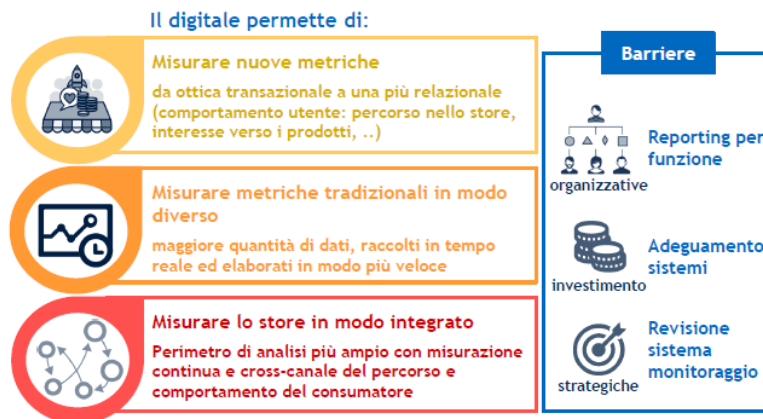 Il digitale permette di:
Misurare nuove metriche
da ottica transazionale a una più relazionale
(comportamento utente: percorso nello store,
interesse verso i prodotti, ..)
Misurare metriche tradizionali in modo
diverso
maggiore quantità di dati, raccolti in tempo
reale ed elaborati in modo più veloce
Misurare lo store in modo integrato
Perimetro di analisi più ampio con misurazione
continua e cross-canale del percorso e
comportamento del consumatore
Barriere
organizzative
Reporting per
funzione
investimento
Adeguamento
sistemi
strategiche
Revisione
sistema
monitoraggio